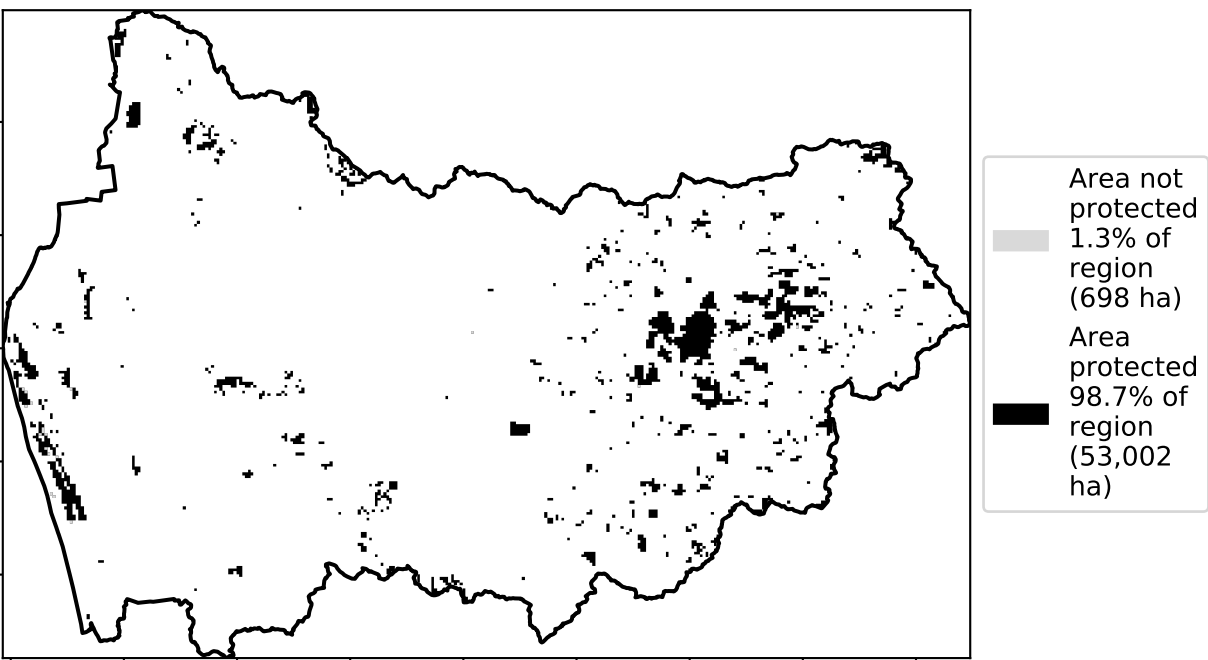 Area not
protected
1.3% of
region
(698 ha)
Area
protected
98.7% of
region
(53,002
ha)